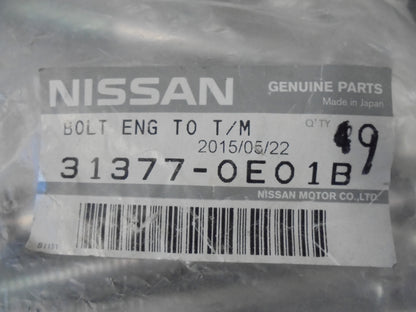 NISSAN
GENUINE PARTS
Made in Japan
BOLT ENG TO T/M
Q'TY
9
2015/05/22
31377-0E01B
NISSAN MOTOR CO.,LTD.